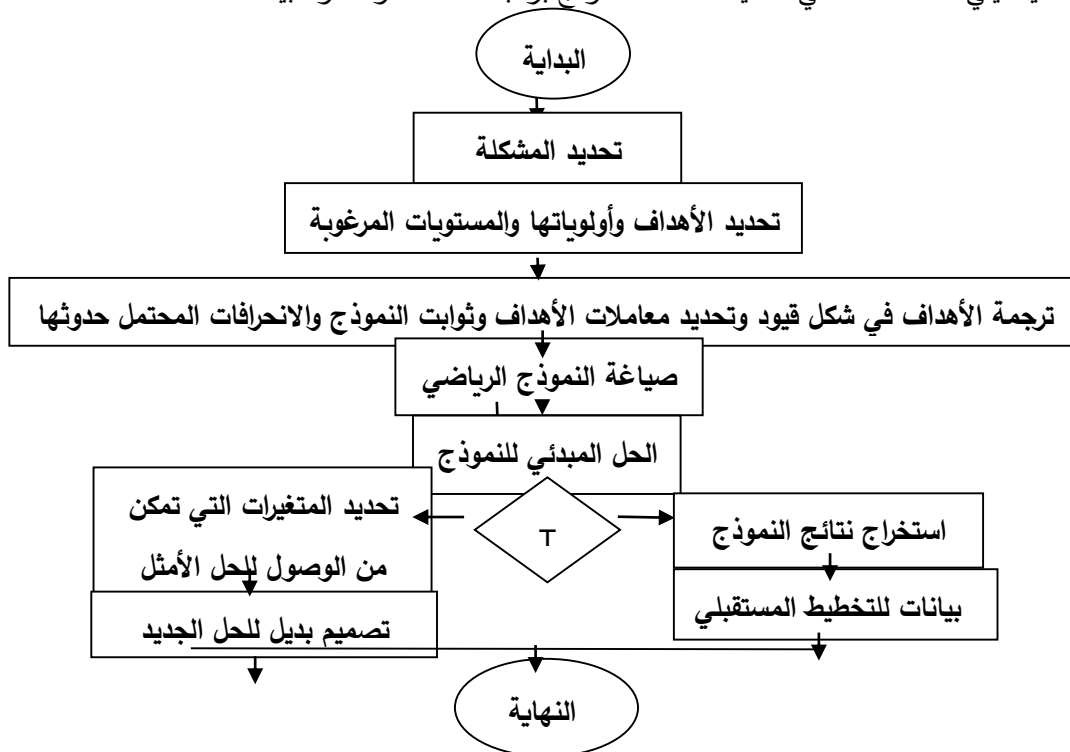 البداية
تحديد المشكلة
تحديد الأهداف وأولوياتها والمستويات المرغوبة
ترجمة الأهداف في شكل قيود وتحديد معاملات الأهداف وثوابت النموذج والانحرافات المحتمل حدوثها
صياغة النموذج الرياضي
الحل المبدئي للنموذج
T
استخراج نتائج النموذج
بيانات للتخطيط المستقبلي
تحديد المتغيرات التي تمكن
من الوصول للحل الأمثل
تصميم بديل للحل الجديد
النهاية